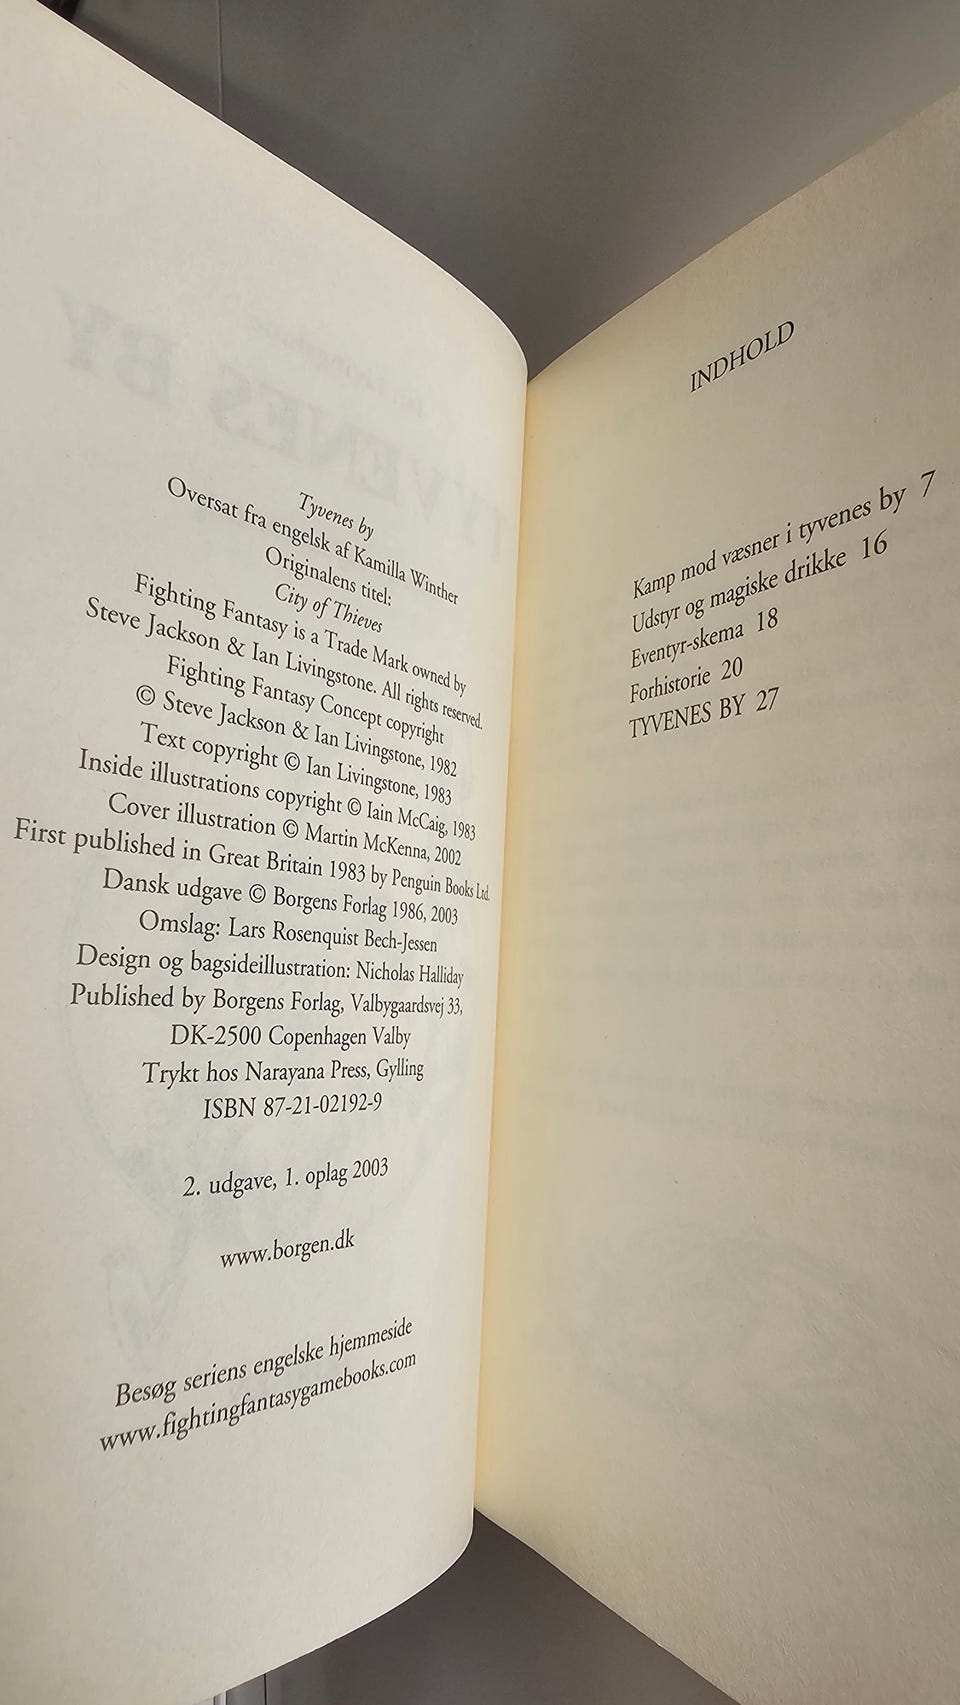 Tyvenes by
Oversat fra engelsk af Kamilla Winther
Originalens titel:
City of Thieves
Fighting Fantasy is a Trade Mark owned by
Steve Jackson & Ian Livingstone. All rights reserved.
Fighting Fantasy Concept copyright
© Steve Jackson & Ian Livingstone, 1982
Text copyright © Ian Livingstone, 1983
Inside illustrations copyright © Iain McCaig, 1983
Cover illustration © Martin McKenna, 2002
First published in Great Britain 1983 by Penguin Books Ltd.
Dansk udgave © Borgens Forlag 1986, 2003
Omslag: Lars Rosenquist Bech-Jessen
Design og bagsideillustration: Nicholas Halliday
Published by Borgens Forlag, Valbygaardsvej 33,
DK-2500 Copenhagen Valby
Trykt hos Narayana Press, Gylling
ISBN 87-21-02192-9
2. udgave, 1. oplag 2003
www.borgen.dk
Besøg seriens engelske hjemmeside
www.fightingfantasygamebooks.com
INDHOLD
Kamp mod væsner i tyvenes by 7
Udstyr og magiske drikke 16
Eventyr-skema 18
Forhistorie 20
TYVENES BY 27